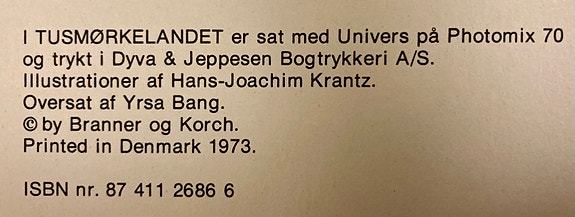 I TUSMØRKELANDET er sat med Univers på Photomix 70
og trykt i Dyva & Jeppesen Bogtrykkeri A/S.
Illustrationer af Hans-Joachim Krantz.
Oversat af Yrsa Bang.
© by Branner og Korch.
Printed in Denmark 1973.
ISBN nr. 87 411 2686 6